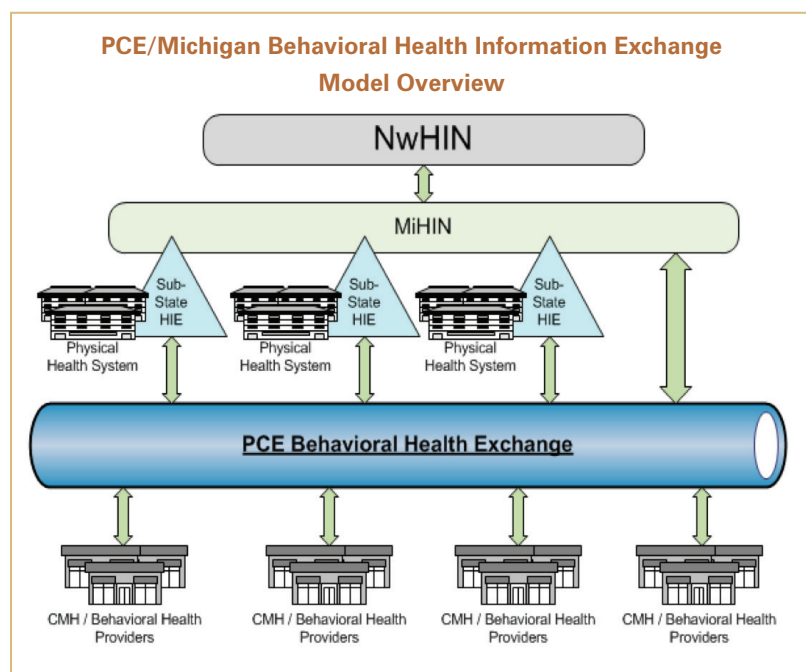 PCE/Michigan Behavioral Health Information Exchange
Model Overview
NwHIN
MiHIN
Sub-
State
HIE
Physical
Health System
Sub-
State
HIE
Physical
Health System
Sub-
State
HIE
Physical
Health System
PCE Behavioral Health Exchange
CMH / Behavioral Health
Providers
CMH / Behavioral Health
Providers
CMH / Behavioral Health
Providers
CMH / Behavioral Health
Providers